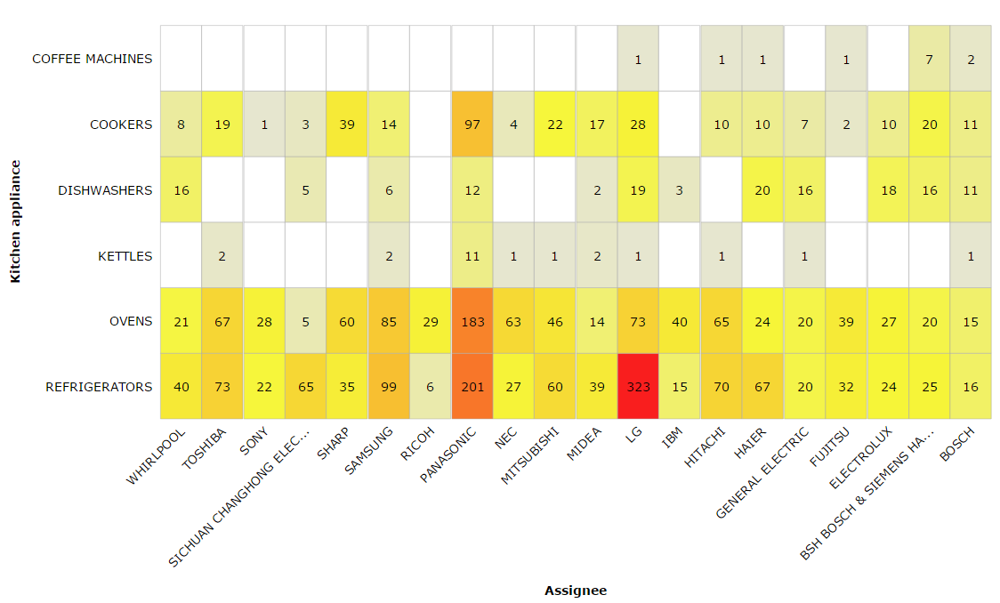 COFFEE MACHINES 1 1 1 1 7 2
COOKERS 8 19 1 3 39 14 97 4 22 17 28 10 10 7 2 10 20 11
DISHWASHERS 16 5 6 12 2 19 3 20 16 18 16 11
KETTLES 2 2 11 1 1 2 1 1 1 1
OVENS 21 67 28 5 60 85 29 183 63 46 14 73 40 65 24 20 39 27 20 15
REFRIGERATORS 40 73 22 65 35 99 6 201 27 60 39 323 15 70 67 20 32 24 25 16
Kitchen appliance
WHIRLPOOL
TOSHIBA
SONY
SICHUAN CHANGHONG ELEC...
SHARP
SAMSUNG
RICOH
PANASONIC
NEC
MITSUBISHI
MIDEA
LG
IBM
HITACHI
HAIER
GENERAL ELECTRIC
FUJITSU
ELECTROLUX
BSH BOSCH & SIEMENS HA...
BOSCH
Assignee